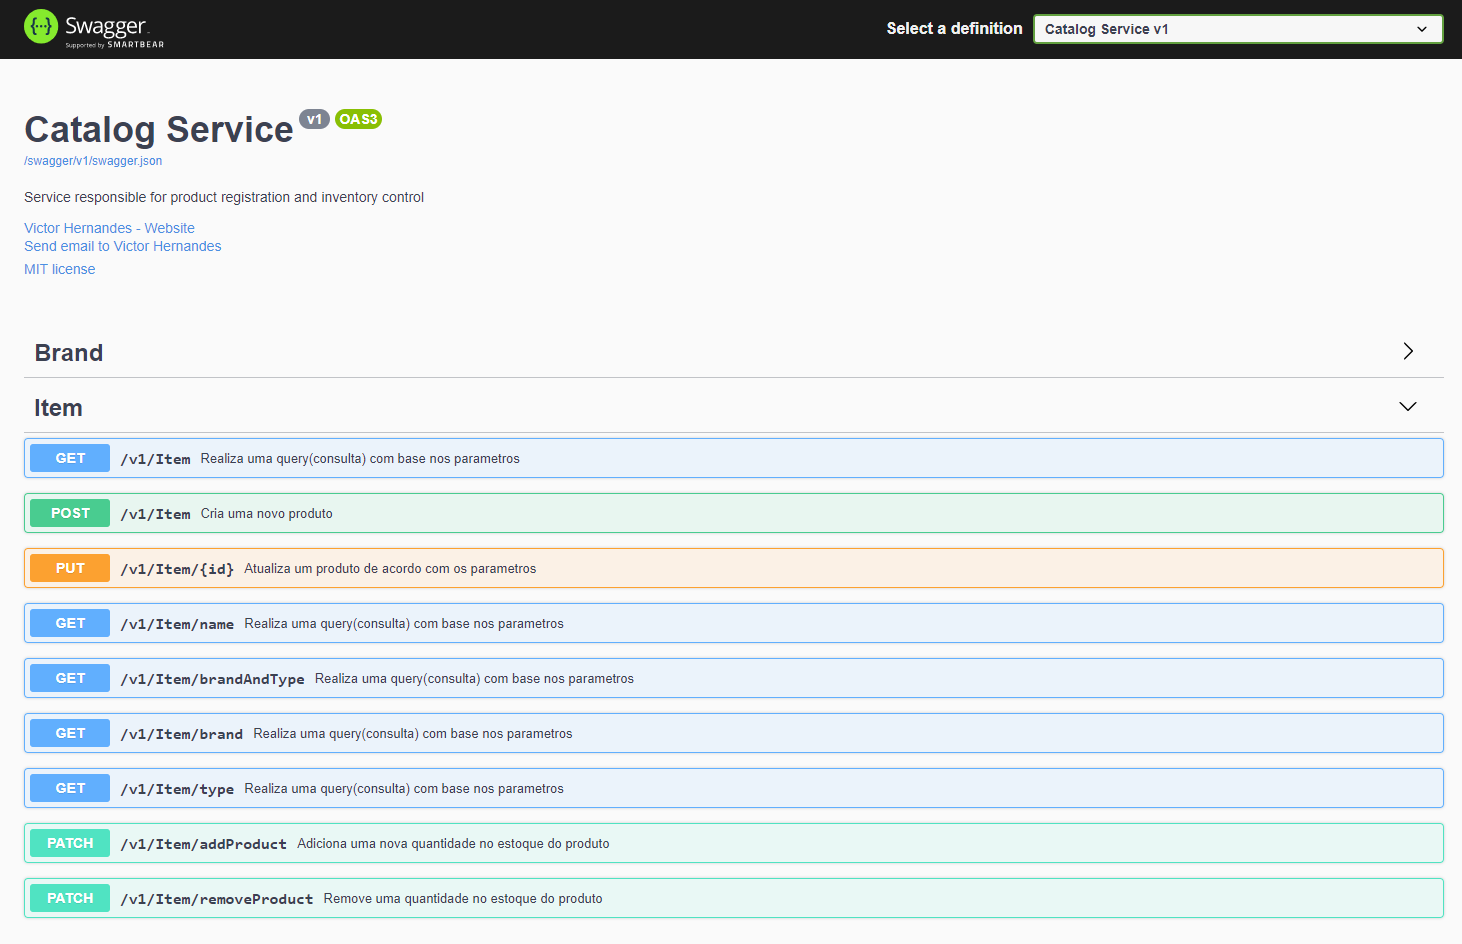 Swagger
Supported by SMARTBEAR
Select a definition
Catalog Service v1
Catalog Service v1 OAS3
/swagger/v1/swagger.json
Service responsible for product registration and inventory control
Victor Hernandes - Website
Send email to Victor Hernandes
MIT license
Brand
Item
GET /v1/Item Realiza uma query(consulta) com base nos parametros
POST /v1/Item Cria uma novo produto
PUT /v1/Item/{id} Atualiza um produto de acordo com os parametros
GET /v1/Item/name Realiza uma query(consulta) com base nos parametros
GET /v1/Item/brandAndType Realiza uma query(consulta) com base nos parametros
GET /v1/Item/brand Realiza uma query(consulta) com base nos parametros
GET /v1/Item/type Realiza uma query(consulta) com base nos parametros
PATCH /v1/Item/addProduct Adiciona uma nova quantidade no estoque do produto
PATCH /v1/Item/removeProduct Remove uma quantidade no estoque do produto